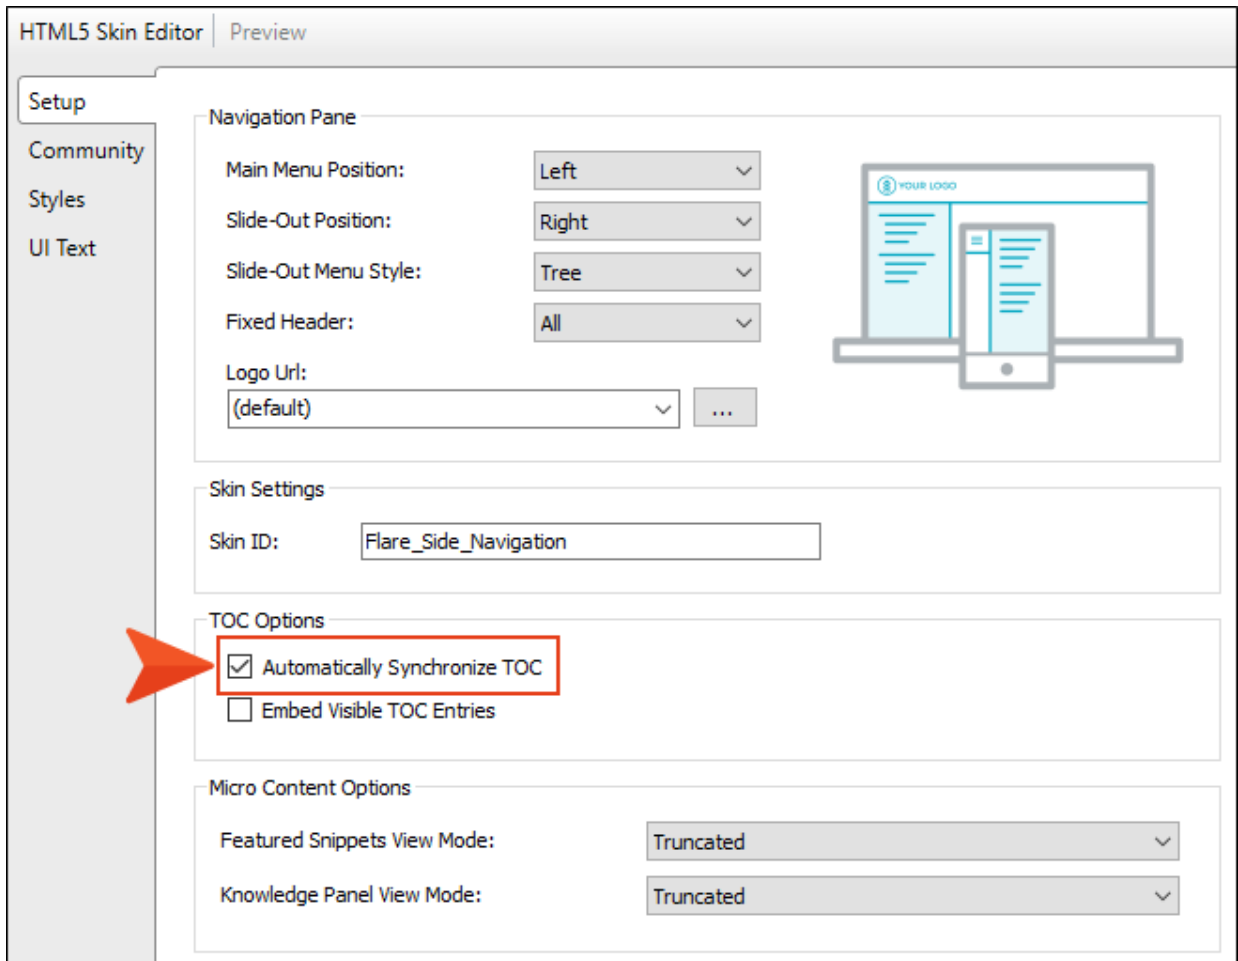 HTML5 Skin Editor Preview
Setup
Community
Styles
UI Text
Navigation Pane
Main Menu Position: Left
Slide-Out Position: Right
Slide-Out Menu Style: Tree
Fixed Header: All
Logo Url:
(default) ...
YOUR LOGO
Skin Settings
Skin ID: Flare_Side_Navigation
TOC Options
Automatically Synchronize TOC
Embed Visible TOC Entries
Micro Content Options
Featured Snippets View Mode: Truncated
Knowledge Panel View Mode: Truncated